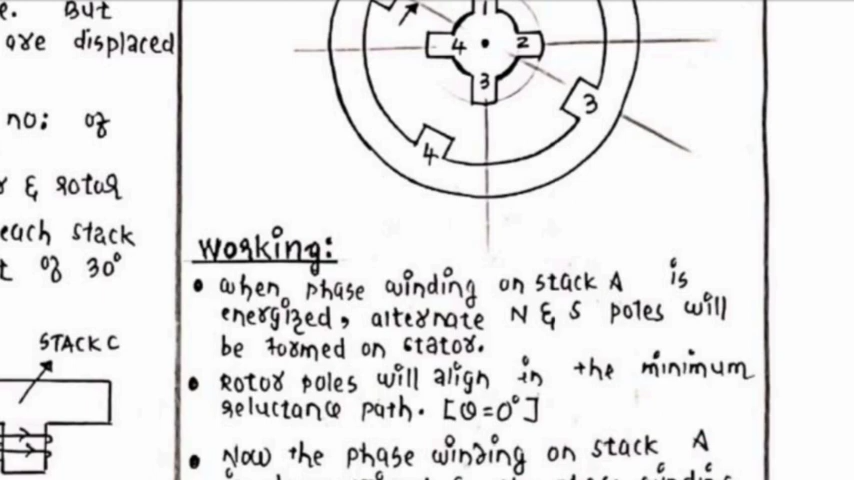 e. But
are displaced
no: of
& rotor
each stack
of 30°
STACK C
1
4 2
3
3
4
Working:
• when phase winding on stack A is
energized, alternate N & S poles will
be formed on stator.
• Rotor poles will align in the minimum
reluctance path. [θ=0°]
• Now the phase winding on stack A